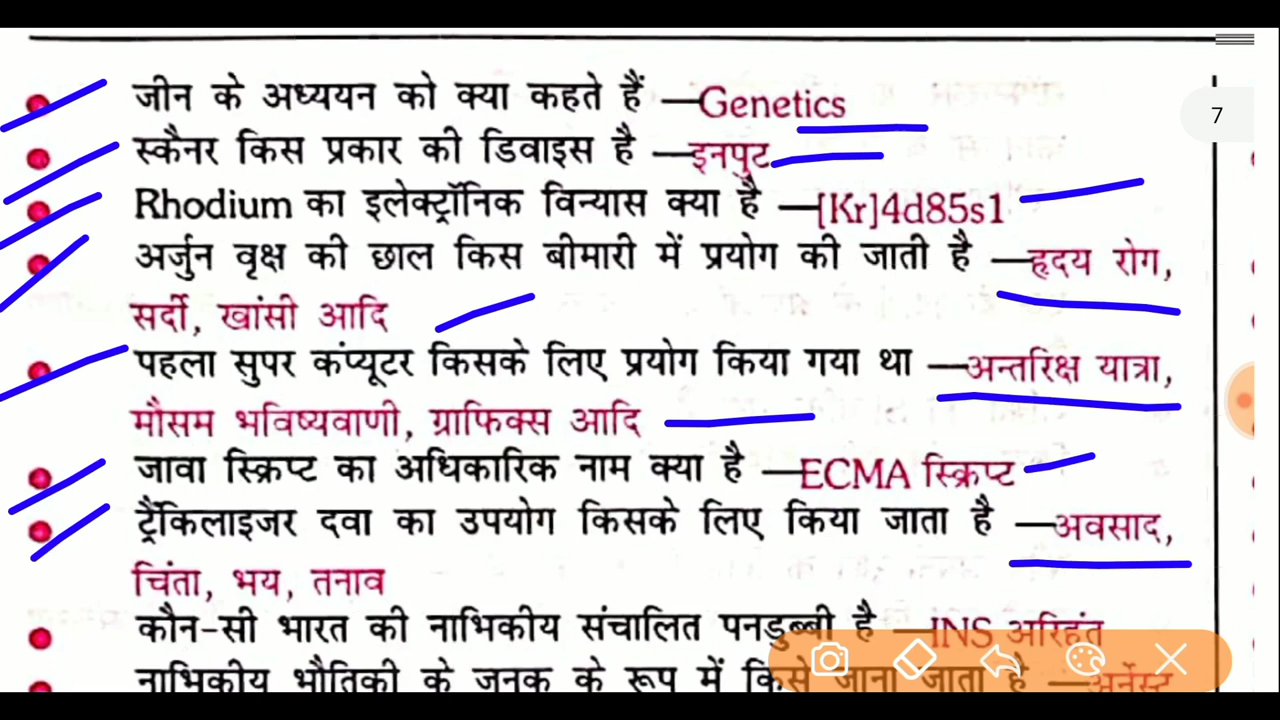 7
जीन के अध्ययन को क्या कहते हैं —Genetics
स्कैनर किस प्रकार की डिवाइस है —इनपुट
Rhodium का इलेक्ट्रॉनिक विन्यास क्या है —[Kr]4d85s1
अर्जुन वृक्ष की छाल किस बीमारी में प्रयोग की जाती है —हृदय रोग,
सर्दी, खांसी आदि
पहला सुपर कंप्यूटर किसके लिए प्रयोग किया गया था —अन्तरिक्ष यात्रा,
मौसम भविष्यवाणी, ग्राफिक्स आदि
जावा स्क्रिप्ट का अधिकारिक नाम क्या है —ECMA स्क्रिप्ट
ट्रैंकिलाइजर दवा का उपयोग किसके लिए किया जाता है —अवसाद,
चिंता, भय, तनाव
कौन-सी भारत की नाभिकीय संचालित पनडुब्बी है —INS अरिहंत
नाभिकीय भौतिकी के जनक के रूप में किसे जाना जाता है —अर्नेस्ट